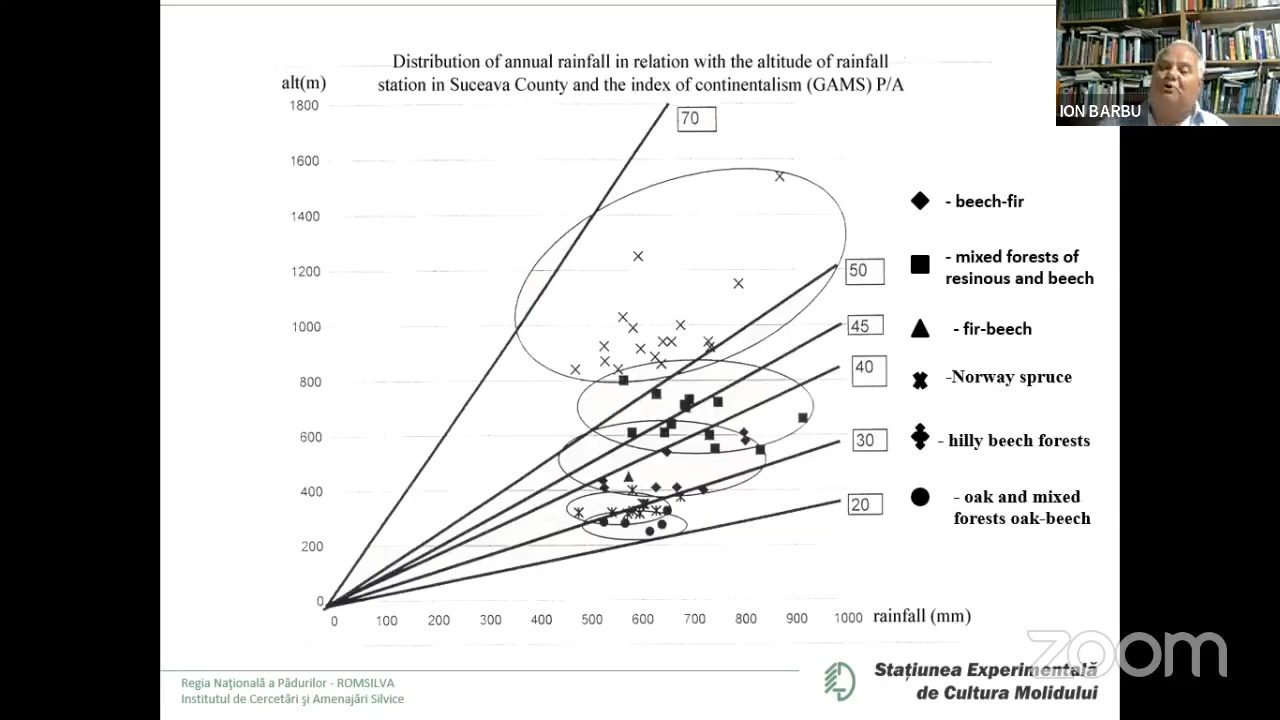 Distribution of annual rainfall in relation with the altitude of rainfall
station in Suceava County and the index of continentalism (GAMS) P/A
alt(m)
1800
1600
1400
1200
1000
800
600
400
200
0
0 100 200 300 400 500 600 700 800 900 1000 rainfall (mm)
70
50
45
40
30
20
- beech-fir
- mixed forests of
resinous and beech
- fir-beech
-Norway spruce
- hilly beech forests
- oak and mixed
forests oak-beech
ION BARBU
zoom
Regia Naţională a Pădurilor - ROMSILVA
Institutul de Cercetări şi Amenajări Silvice
Staţiunea Experimentală
de Cultura Molidului